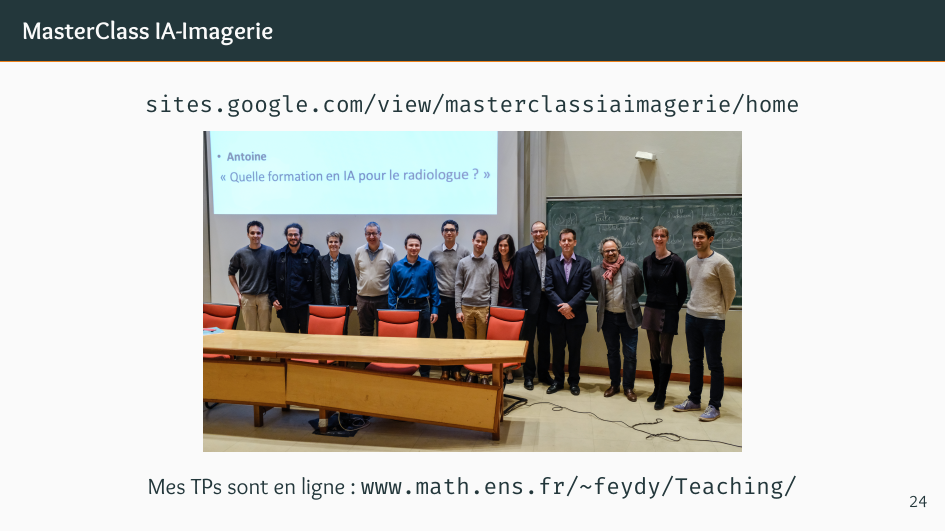 MasterClass IA-Imagerie
sites.google.com/view/masterclassiaimagerie/home
• Antoine
« Quelle formation en IA pour le radiologue ? »
Mes TPs sont en ligne : www.math.ens.fr/~feydy/Teaching/
24